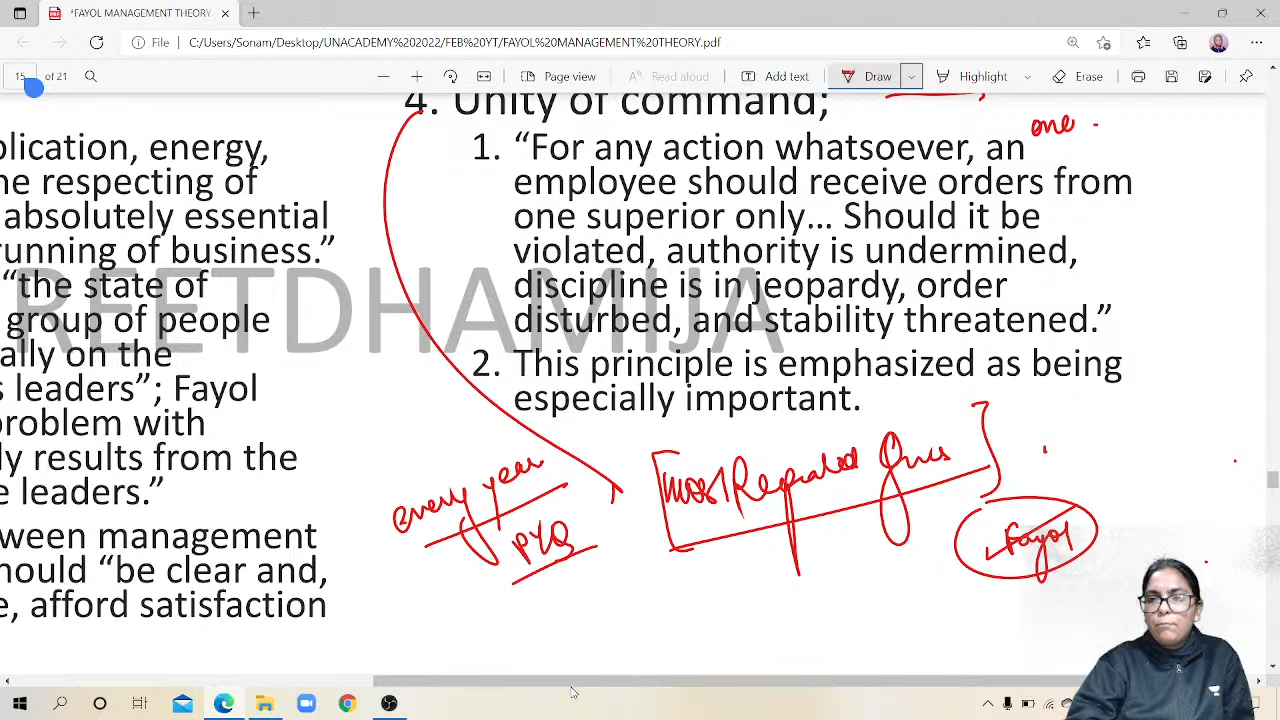 *FAYOL MANAGEMENT THEORY
File
C:/Users/Sonam/Desktop/UNACADEMY%202022/FEB%20YT/FAYOL%20MANAGEMENT%20THEORY.pdf
15 of 21
Page view
Read aloud
Add text
Draw
Highlight
Erase
plication, energy,
ne respecting of
absolutely essential
running of business.”
“the state of
group of people
ally on the
s leaders”; Fayol
problem with
ly results from the
e leaders.”
ween management
hould “be clear and,
e, afford satisfaction
4. Unity of command;
one
1. “For any action whatsoever, an
employee should receive orders from
one superior only… Should it be
violated, authority is undermined,
discipline is in jeopardy, order
disturbed, and stability threatened.”
2. This principle is emphasized as being
especially important.
REETDHAMIJA
every year
PYQ
[most Repeated Ques]
Fayol